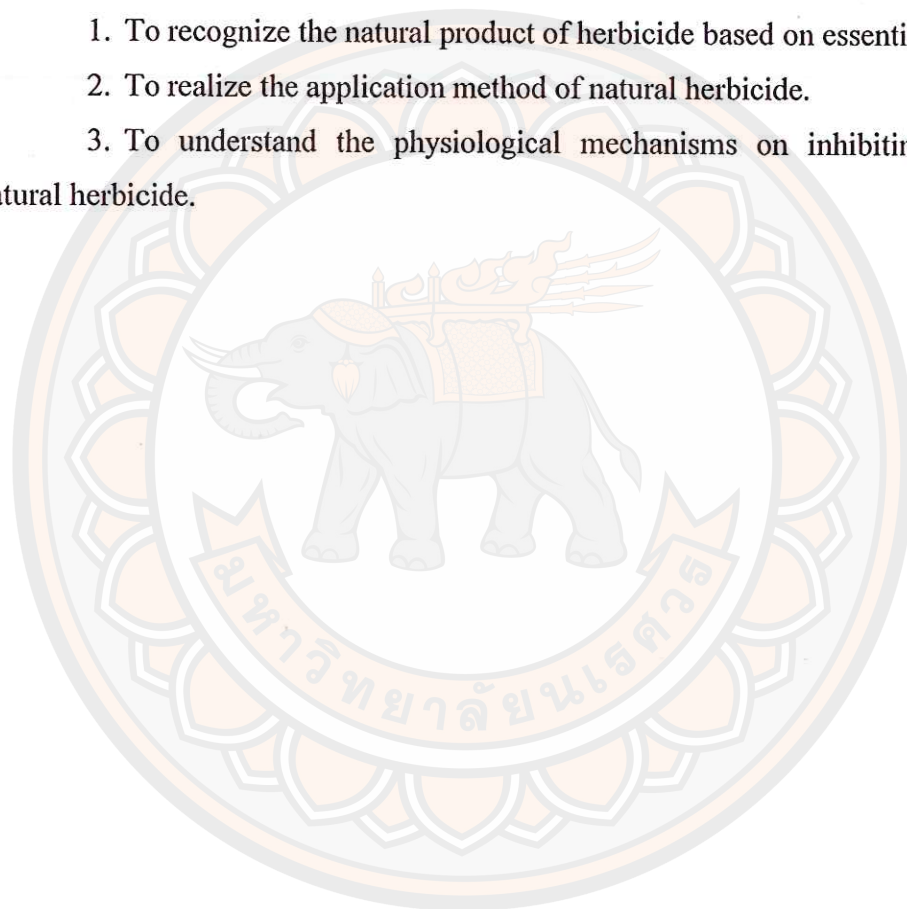 1. To recognize the natural product of herbicide based on essenti
2. To realize the application method of natural herbicide.
3. To understand the physiological mechanisms on inhibitin
atural herbicide.
มหาวิทยาลัยนเรศวร